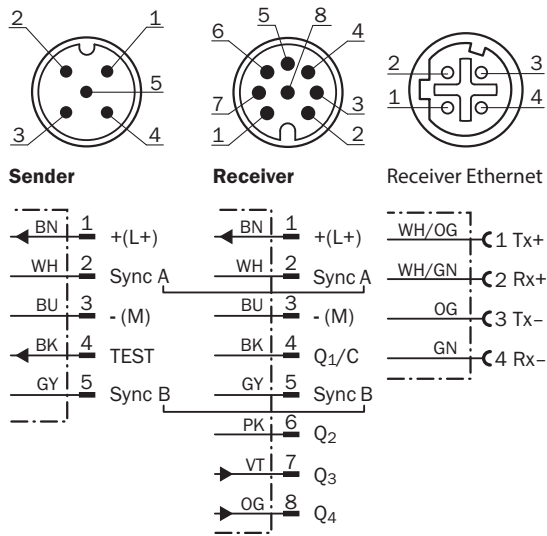 2 1
5
3 4
5 8
6 4
7 3
1 2
2 3
1 4
Sender
BN 1 +(L+)
WH 2 Sync A
BU 3 - (M)
BK 4 TEST
GY 5 Sync B
Receiver
BN 1 +(L+)
WH 2 Sync A
BU 3 - (M)
BK 4 Q1/C
GY 5 Sync B
PK 6 Q2
VT 7 Q3
OG 8 Q4
Receiver Ethernet
WH/OG 1 Tx+
WH/GN 2 Rx+
OG 3 Tx–
GN 4 Rx–